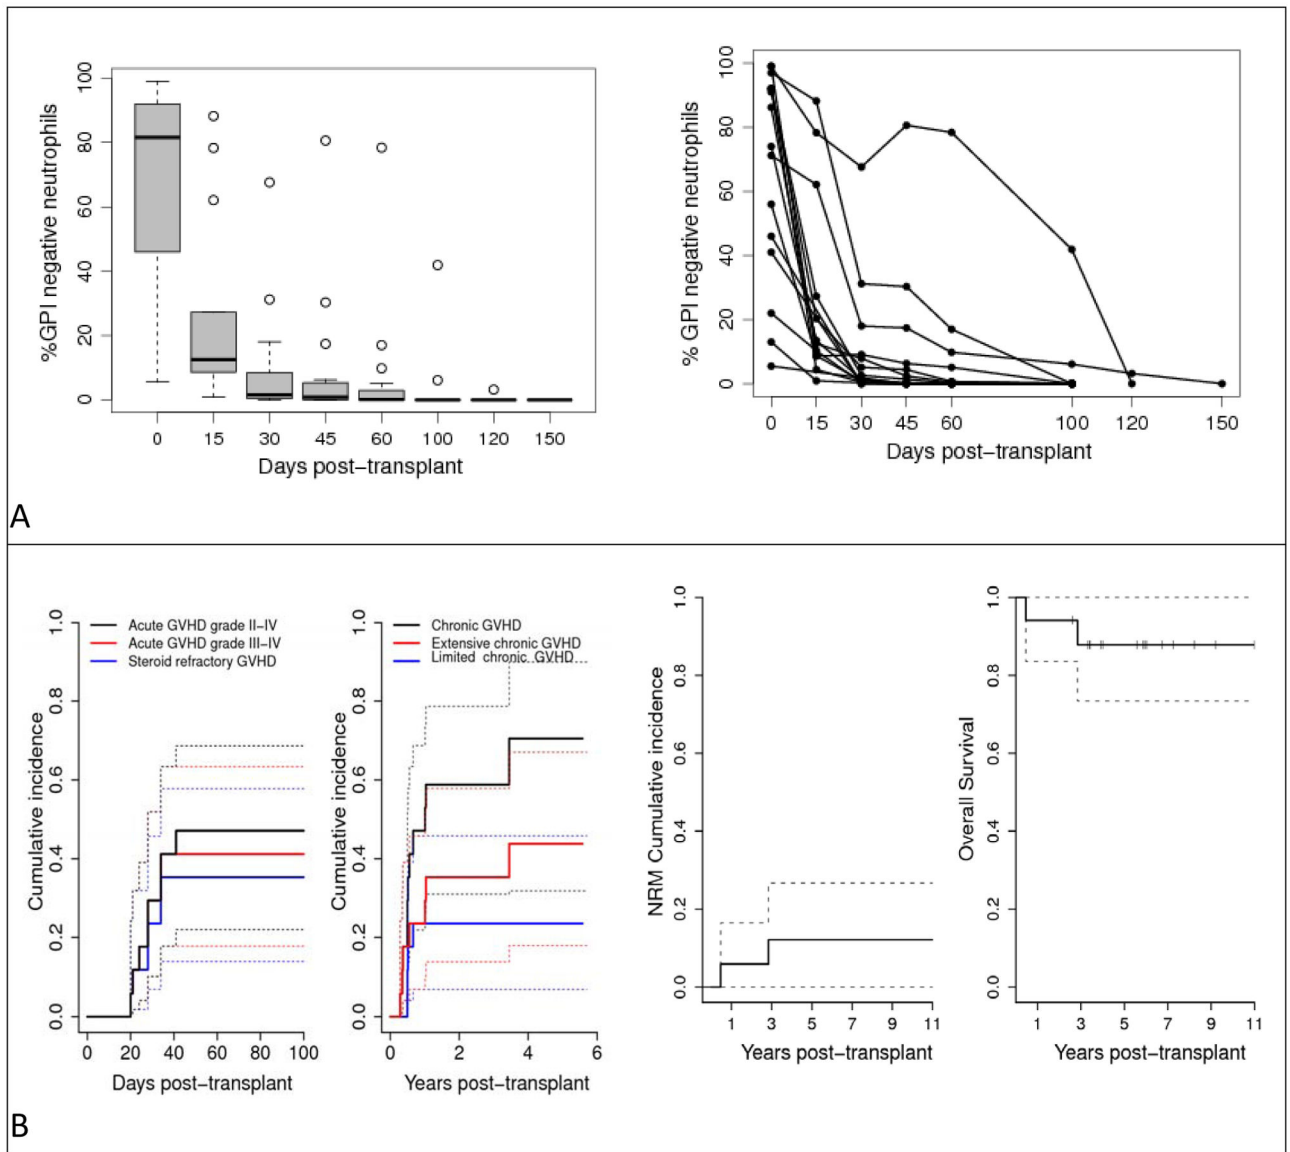 100
80
60
40
20
0
%GPI negative neutrophils
0 15 30 45 60 100 120 150
Days post-transplant
100
80
60
40
20
0
% GPI negative neutrophils
0 15 30 45 60 100 120 150
Days post-transplant
A
1.0
0.8
0.6
0.4
0.2
0.0
Cumulative incidence
Acute GVHD grade II-IV
Acute GVHD grade III-IV
Steroid refractory GVHD
0 20 40 60 80 100
Days post-transplant
1.0
0.8
0.6
0.4
0.2
0.0
Cumulative incidence
Chronic GVHD
Extensive chronic GVHD
Limited chronic GVHD
0 2 4 6
Years post-transplant
1.0
0.8
0.6
0.4
0.2
0.0
NRM Cumulative incidence
1 3 5 7 9 11
Years post-transplant
1.0
0.8
0.6
0.4
0.2
0.0
Overall Survival
1 3 5 7 9 11
Years post-transplant
B